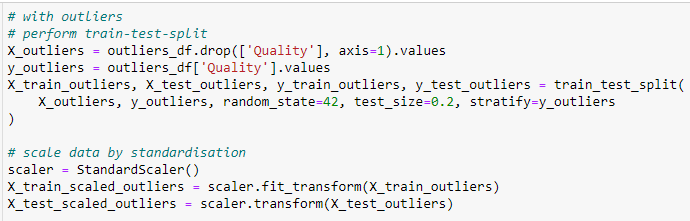 # with outliers
# perform train-test-split
X_outliers = outliers_df.drop(['Quality'], axis=1).values
y_outliers = outliers_df['Quality'].values
X_train_outliers, X_test_outliers, y_train_outliers, y_test_outliers = train_test_split(
    X_outliers, y_outliers, random_state=42, test_size=0.2, stratify=y_outliers
)

# scale data by standardisation
scaler = StandardScaler()
X_train_scaled_outliers = scaler.fit_transform(X_train_outliers)
X_test_scaled_outliers = scaler.transform(X_test_outliers)